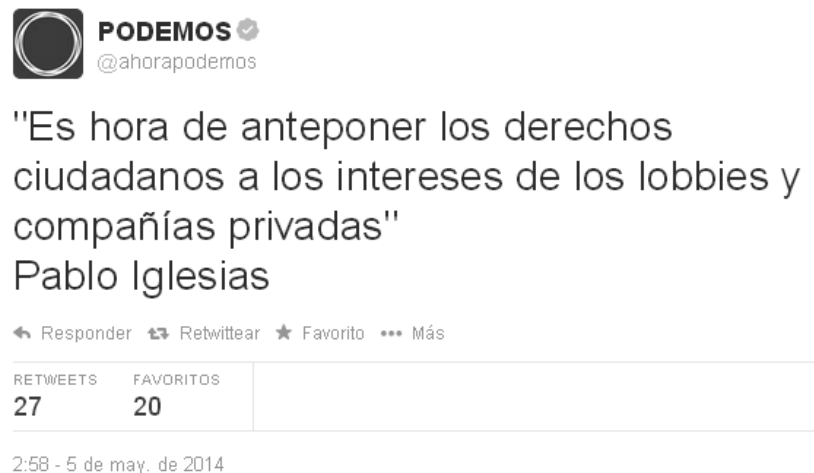 PODEMOS
@ahorapodemos
"Es hora de anteponer los derechos
ciudadanos a los intereses de los lobbies y
compañías privadas"
Pablo Iglesias
Responder Retwittear Favorito Más
RETWEETS FAVORITOS
27 20
2:58 - 5 de may. de 2014